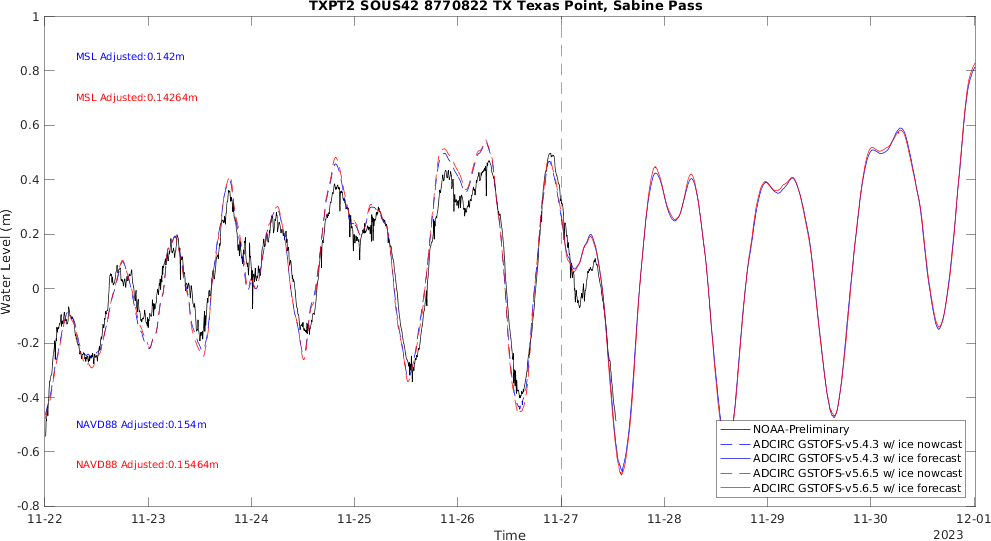 TXPT2 SOUS42 8770822 TX Texas Point, Sabine Pass
1
0.8
0.6
0.4
0.2
0
-0.2
-0.4
-0.6
-0.8
Water Level (m)
MSL Adjusted:0.142m
MSL Adjusted:0.14264m
NAVD88 Adjusted:0.154m
NAVD88 Adjusted:0.15464m
NOAA-Preliminary
ADCIRC GSTOFS-v5.4.3 w/ ice nowcast
ADCIRC GSTOFS-v5.4.3 w/ ice forecast
ADCIRC GSTOFS-v5.6.5 w/ ice nowcast
ADCIRC GSTOFS-v5.6.5 w/ ice forecast
11-22 11-23 11-24 11-25 11-26 11-27 11-28 11-29 11-30 12-01
Time
2023